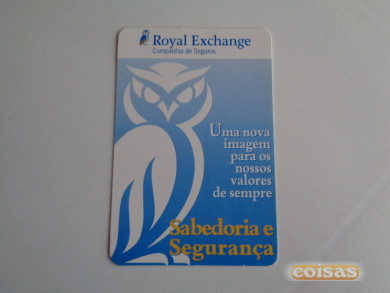 Royal Exchange
Companhia de Seguros
Uma nova
imagem
para os
nossos
valores
de sempre
Sabedoria e
Segurança
coisas